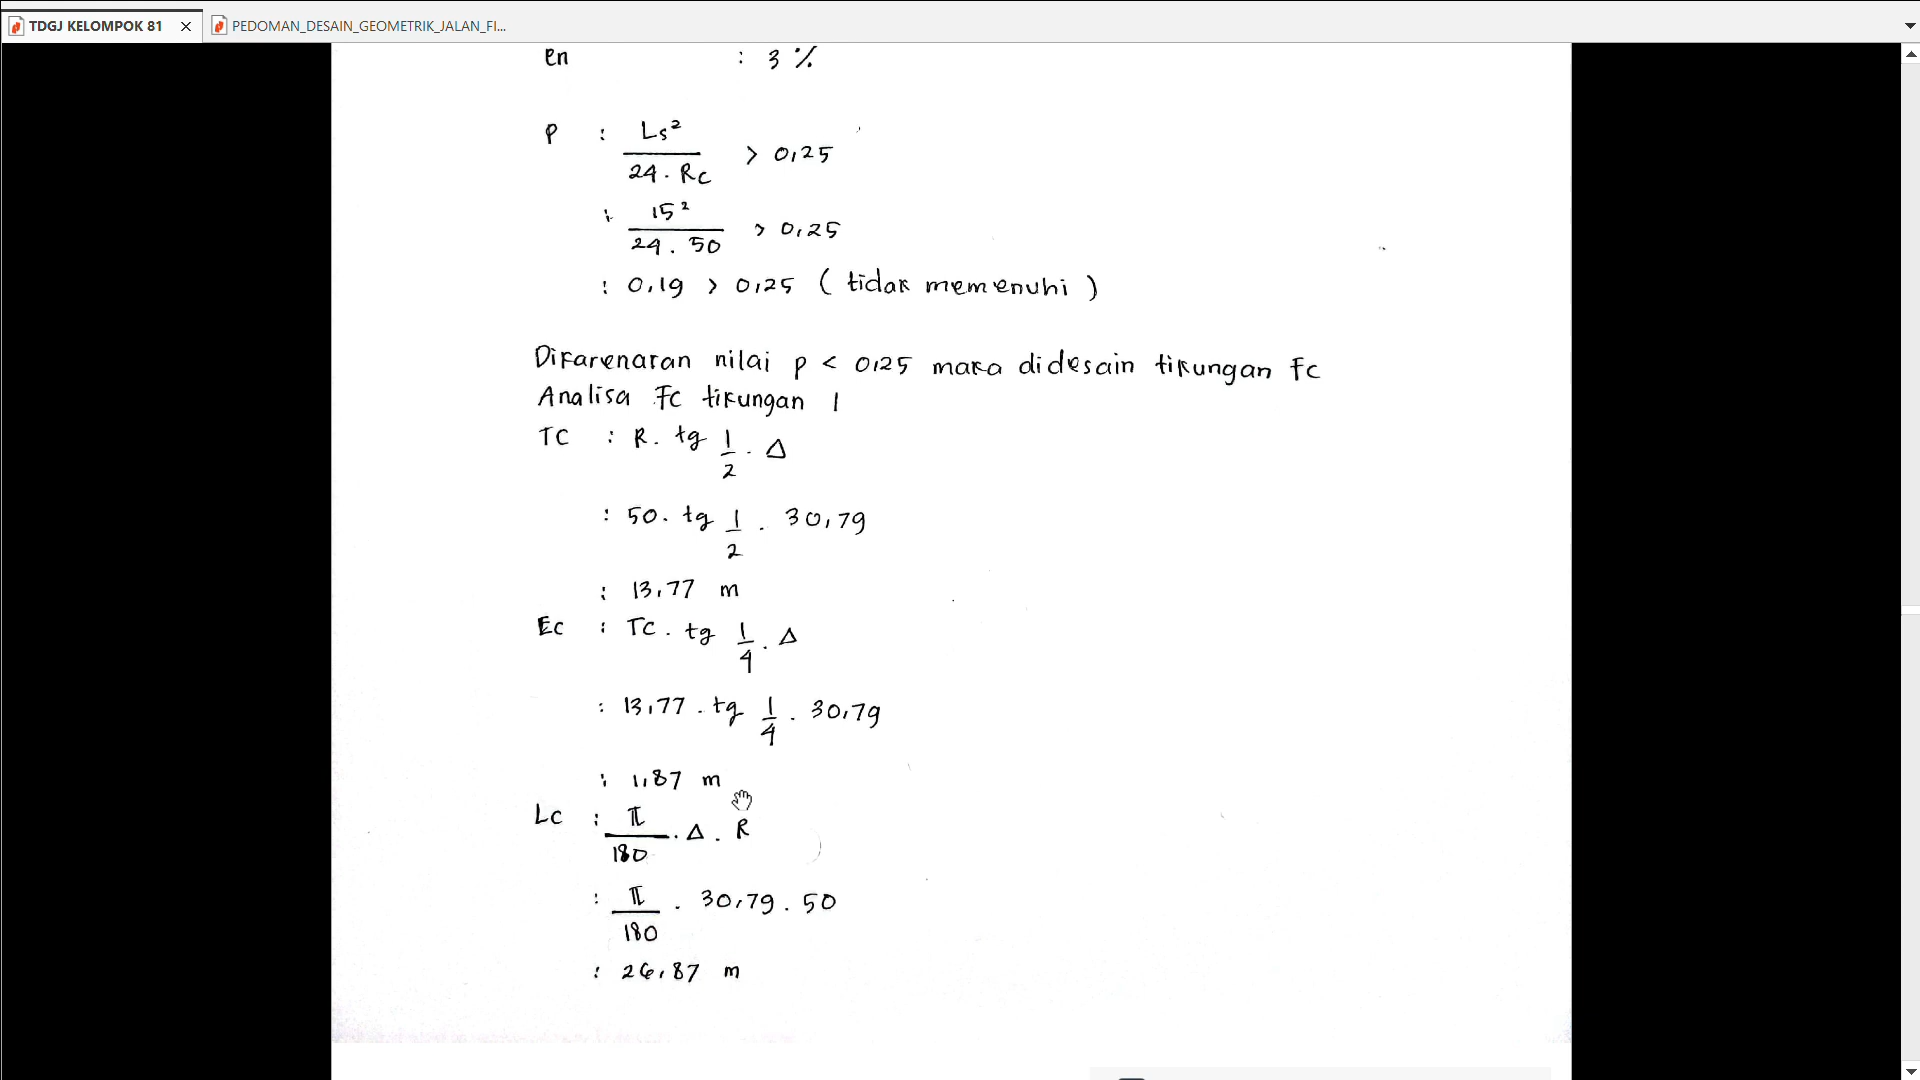 TDGJ KELOMPOK 81
PEDOMAN_DESAIN_GEOMETRIK_JALAN_FI...
en : 3 %
P : Ls² / 24 . Rc > 0,25
: 15² / 24 . 50 > 0,25
: 0,19 > 0,25 ( tidak memenuhi )
Dikarenakan nilai p < 0,25 maka didesain tikungan Fc
Analisa Fc tikungan 1
TC : R. tg 1/2 . Δ
: 50. tg 1/2 . 30,79
: 13,77 m
Ec : TC . tg 1/4 . Δ
: 13,77 . tg 1/4 . 30,79
: 1,87 m
Lc : π/180 . Δ . R
: π/180 . 30,79 . 50
: 26,87 m